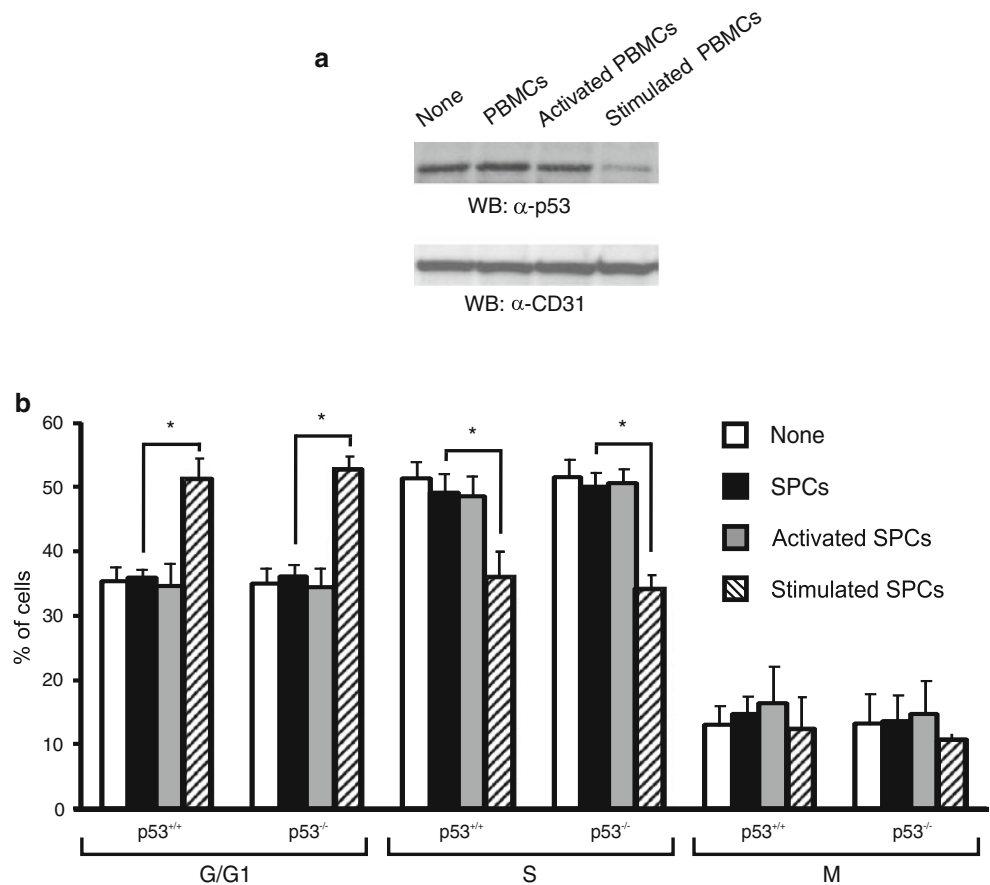 a
None
PBMCs
Activated PBMCs
Stimulated PBMCs
WB: α-p53
WB: α-CD31
b
60
50
40
30
20
10
0
% of cells
*
*
*
*
None
SPCs
Activated SPCs
Stimulated SPCs
p53+/+
p53-/-
p53+/+
p53-/-
p53+/+
p53-/-
G/G1
S
M